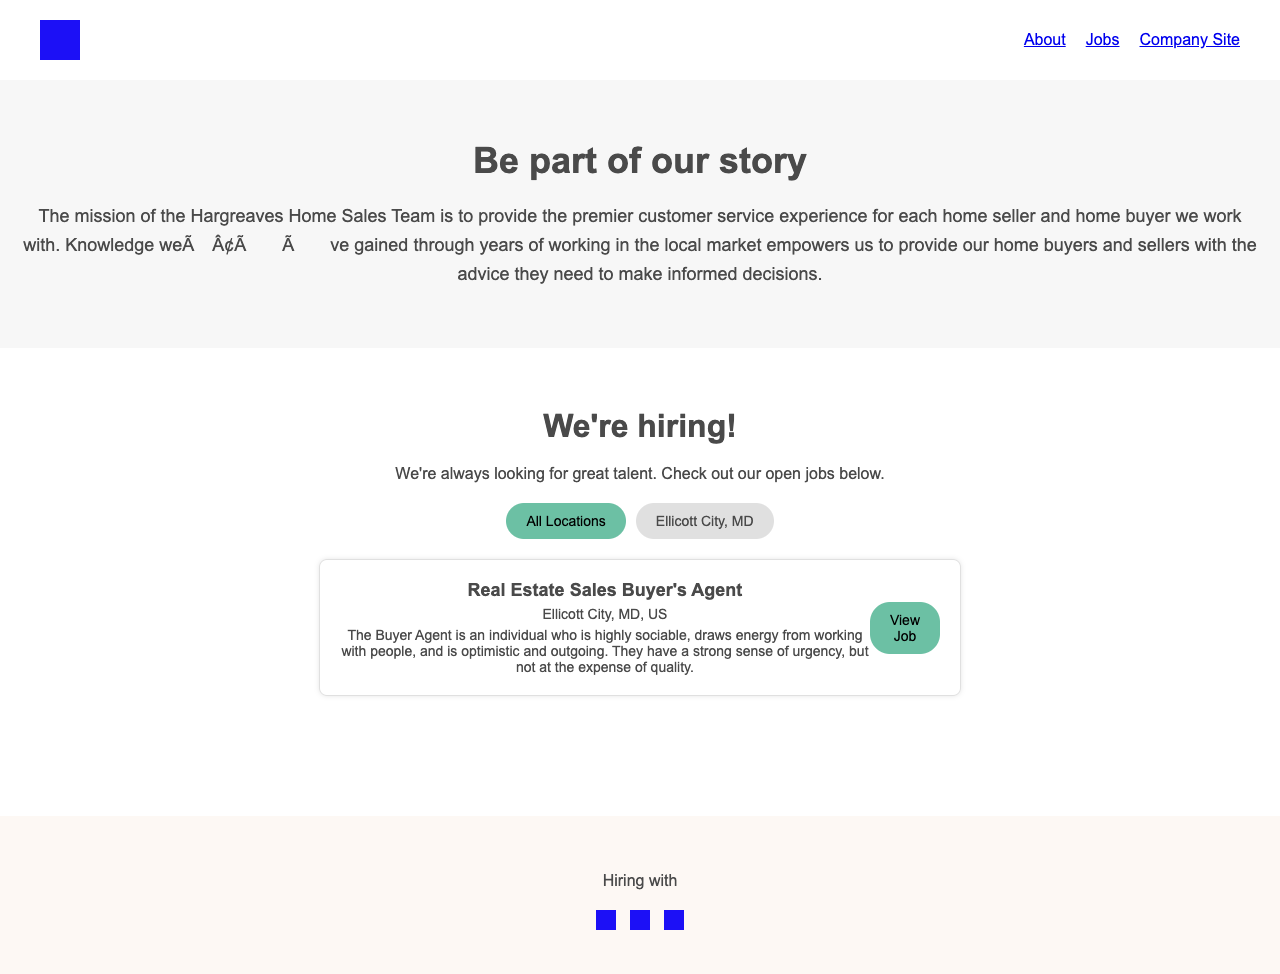 About Jobs Company Site
Be part of our story
The mission of the Hargreaves Home Sales Team is to provide the premier customer service experience for each home seller and home buyer we work
with. Knowledge weÃ Â¢Ã Ã ve gained through years of working in the local market empowers us to provide our home buyers and sellers with the
advice they need to make informed decisions.
We're hiring!
We're always looking for great talent. Check out our open jobs below.
All Locations Ellicott City, MD
Real Estate Sales Buyer's Agent
Ellicott City, MD, US
The Buyer Agent is an individual who is highly sociable, draws energy from working
with people, and is optimistic and outgoing. They have a strong sense of urgency, but
not at the expense of quality.
View
Job
Hiring with